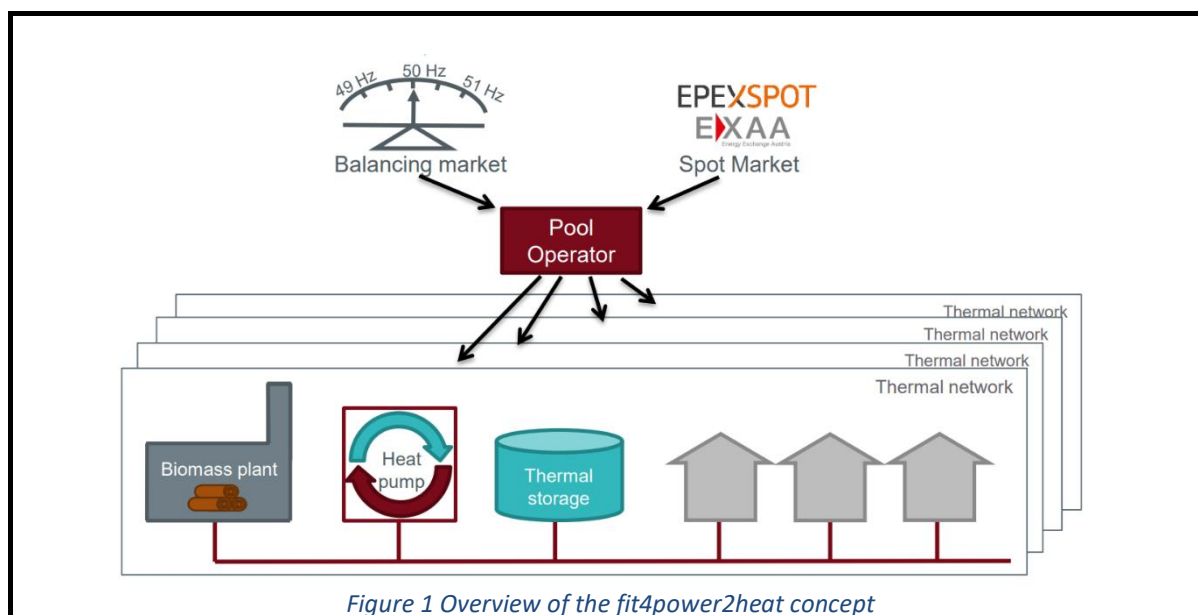 49 Hz 50 Hz 51 Hz
Balancing market
EPEXSPOT
EXAA
Energy Exchange Austria
Spot Market
Pool
Operator
Thermal network
Thermal network
Thermal network
Thermal network
Biomass plant
Heat
pump
Thermal
storage
Figure 1 Overview of the fit4power2heat concept